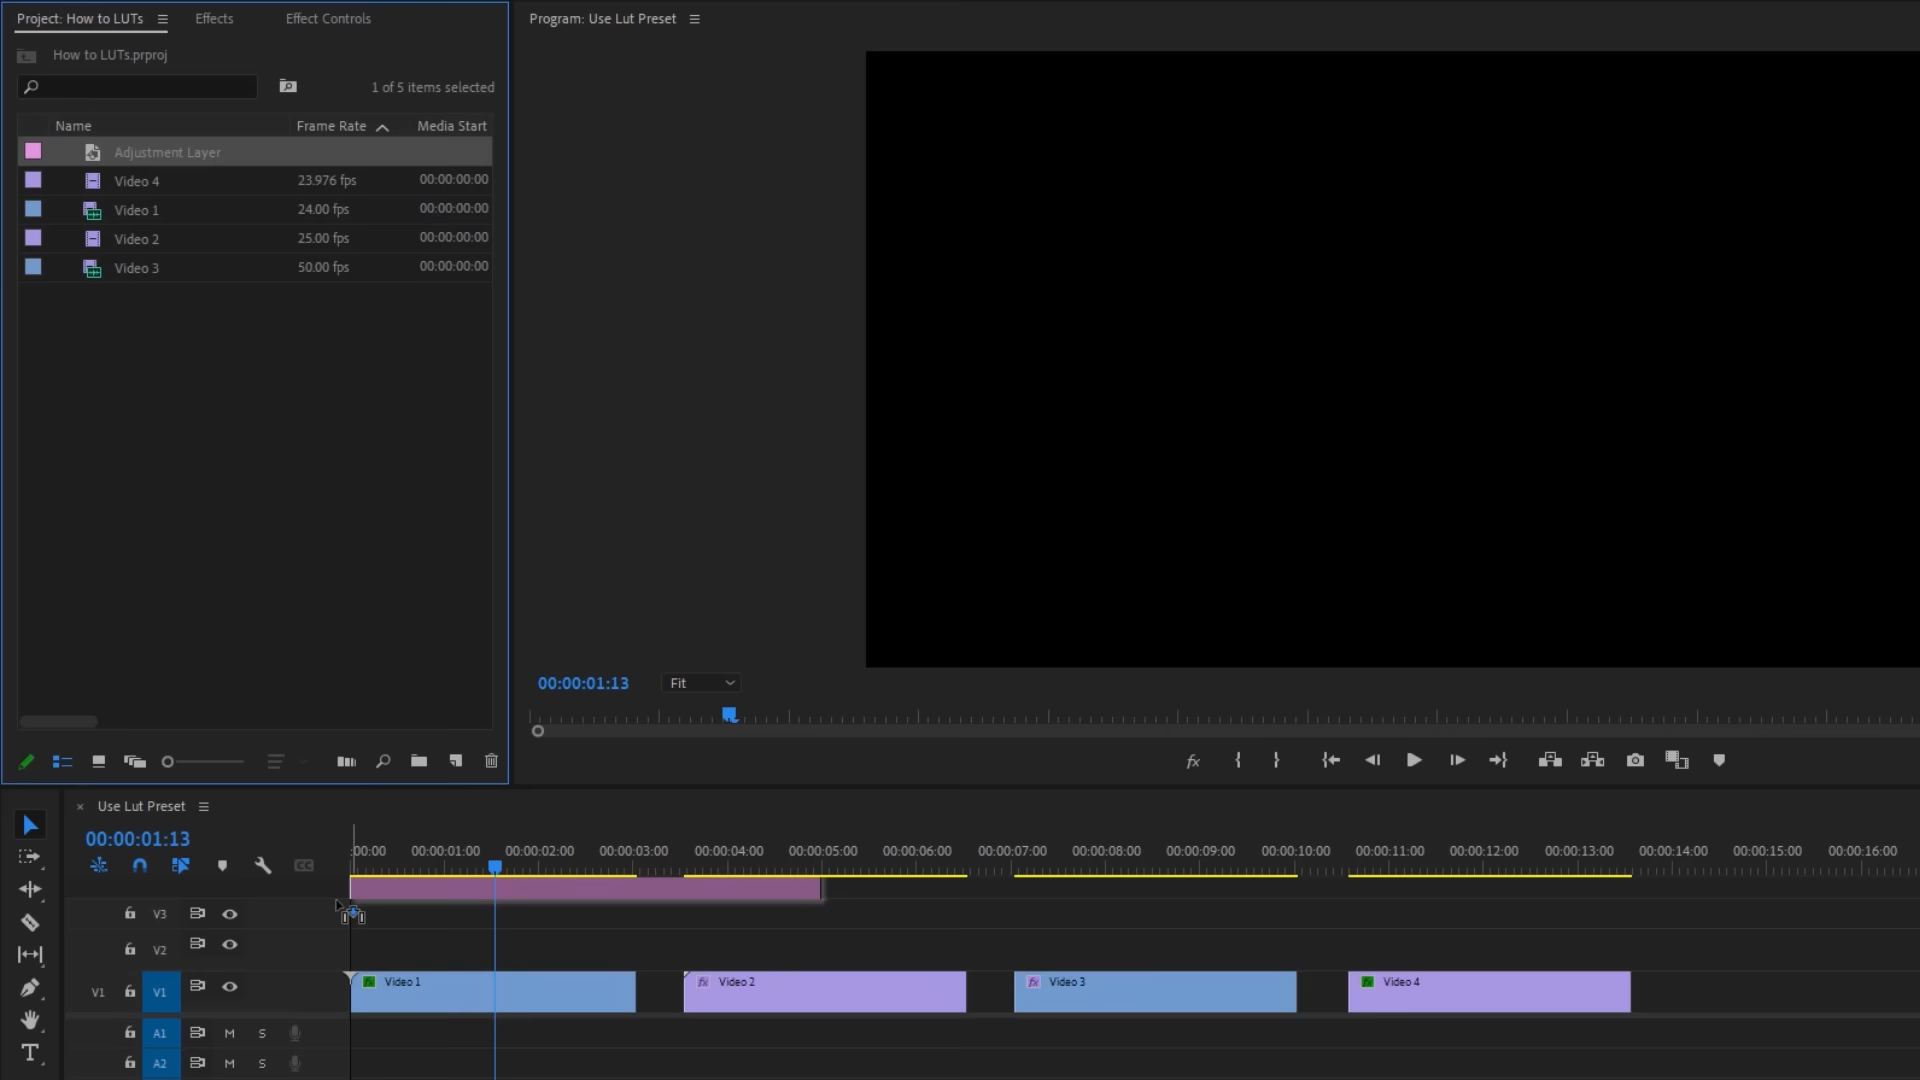 Project: How to LUTs
Effects
Effect Controls
How to LUTs.prproj
1 of 5 items selected
Name Frame Rate Media Start
Adjustment Layer
Video 4 23.976 fps 00:00:00:00
Video 1 24.00 fps 00:00:00:00
Video 2 25.00 fps 00:00:00:00
Video 3 50.00 fps 00:00:00:00
Program: Use Lut Preset
00:00:01:13 Fit
fx
Use Lut Preset
00:00:01:13
CC
:00:00 00:00:01:00 00:00:02:00 00:00:03:00 00:00:04:00 00:00:05:00 00:00:06:00 00:00:07:00 00:00:08:00 00:00:09:00 00:00:10:00 00:00:11:00 00:00:12:00 00:00:13:00 00:00:14:00 00:00:15:00 00:00:16:00
V3
V2
V1 V1
fx Video 1 fx Video 2 fx Video 3 fx Video 4
A1 M S
A2 M S